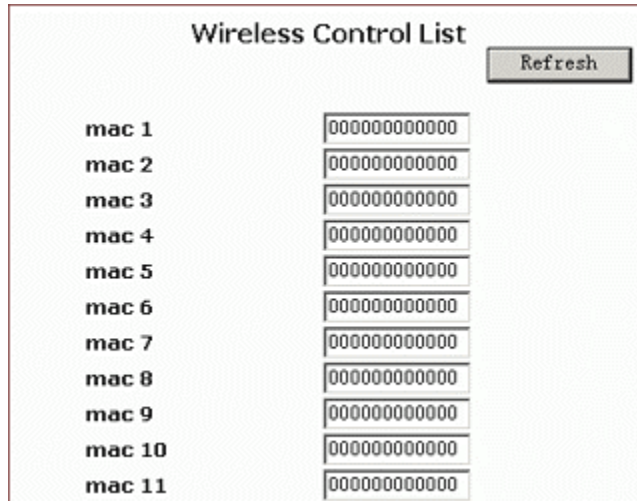 Wireless Control List
Refresh
mac 1 000000000000
mac 2 000000000000
mac 3 000000000000
mac 4 000000000000
mac 5 000000000000
mac 6 000000000000
mac 7 000000000000
mac 8 000000000000
mac 9 000000000000
mac 10 000000000000
mac 11 000000000000